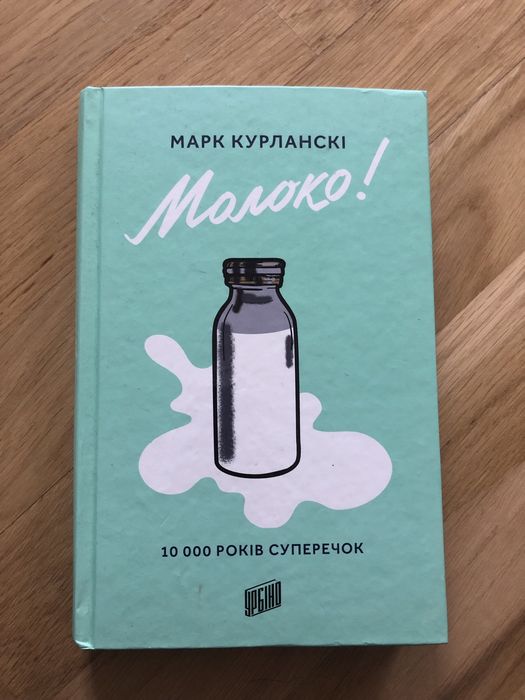 МАРК КУРЛАНСКІ
Молоко!
10 000 РОКІВ СУПЕРЕЧОК
УРБІНО